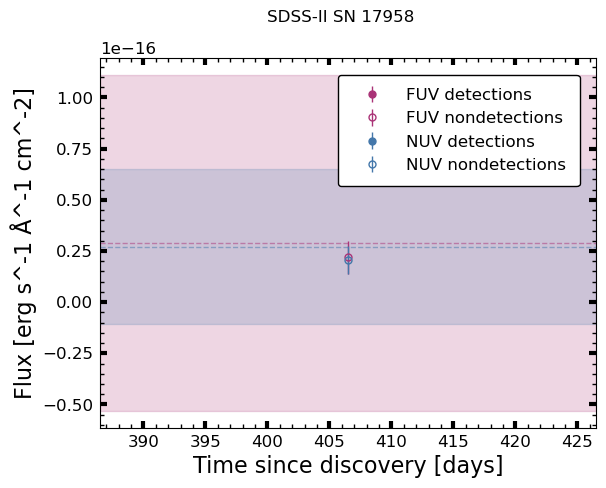 SDSS-II SN 17958
1e−16
1.00
0.75
0.50
0.25
0.00
−0.25
−0.50
Flux [erg s^-1 Å^-1 cm^-2]
FUV detections
FUV nondetections
NUV detections
NUV nondetections
390 395 400 405 410 415 420 425
Time since discovery [days]